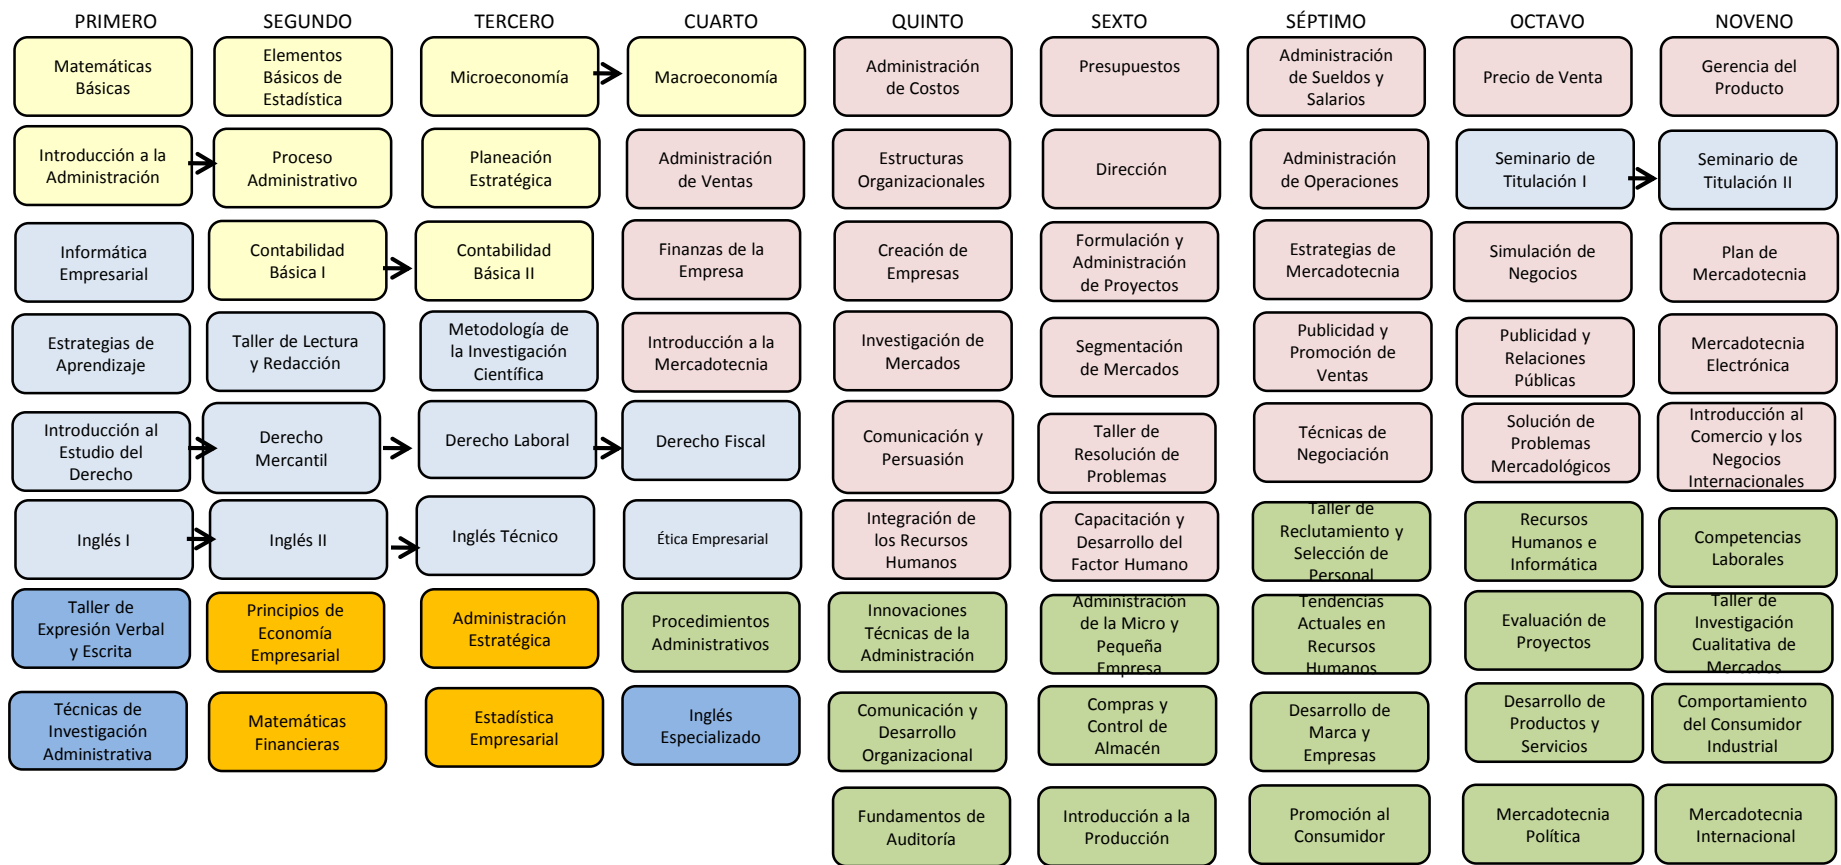 PRIMERO SEGUNDO TERCERO CUARTO QUINTO SEXTO SÉPTIMO OCTAVO NOVENO
Matemáticas
Básicas
Elementos
Básicos de
Estadística
Microeconomía
Macroeconomía
Administración
de Costos
Presupuestos
Administración
de Sueldos y
Salarios
Precio de Venta
Gerencia del
Producto
Introducción a la
Administración
Proceso
Administrativo
Planeación
Estratégica
Administración
de Ventas
Estructuras
Organizacionales
Dirección
Administración
de Operaciones
Seminario de
Titulación I
Seminario de
Titulación II
Informática
Empresarial
Contabilidad
Básica I
Contabilidad
Básica II
Finanzas de la
Empresa
Creación de
Empresas
Formulación y
Administración
de Proyectos
Estrategias de
Mercadotecnia
Simulación de
Negocios
Plan de
Mercadotecnia
Estrategias de
Aprendizaje
Taller de Lectura
y Redacción
Metodología de
la Investigación
Científica
Introducción a la
Mercadotecnia
Investigación de
Mercados
Segmentación
de Mercados
Publicidad y
Promoción de
Ventas
Publicidad y
Relaciones
Públicas
Mercadotecnia
Electrónica
Introducción al
Estudio del
Derecho
Derecho
Mercantil
Derecho Laboral
Derecho Fiscal
Comunicación y
Persuasión
Taller de
Resolución de
Problemas
Técnicas de
Negociación
Solución de
Problemas
Mercadológicos
Introducción al
Comercio y los
Negocios
Internacionales
Inglés I
Inglés II
Inglés Técnico
Ética Empresarial
Integración de
los Recursos
Humanos
Capacitación y
Desarrollo del
Factor Humano
Taller de
Reclutamiento y
Selección de
Personal
Recursos
Humanos e
Informática
Competencias
Laborales
Taller de
Expresión Verbal
y Escrita
Principios de
Economía
Empresarial
Administración
Estratégica
Procedimientos
Administrativos
Innovaciones
Técnicas de la
Administración
Administración
de la Micro y
Pequeña
Empresa
Tendencias
Actuales en
Recursos
Humanos
Evaluación de
Proyectos
Taller de
Investigación
Cualitativa de
Mercados
Técnicas de
Investigación
Administrativa
Matemáticas
Financieras
Estadística
Empresarial
Inglés
Especializado
Comunicación y
Desarrollo
Organizacional
Compras y
Control de
Almacén
Desarrollo de
Marca y
Empresas
Desarrollo de
Productos y
Servicios
Comportamiento
del Consumidor
Industrial
Fundamentos de
Auditoría
Introducción a la
Producción
Promoción al
Consumidor
Mercadotecnia
Política
Mercadotecnia
Internacional